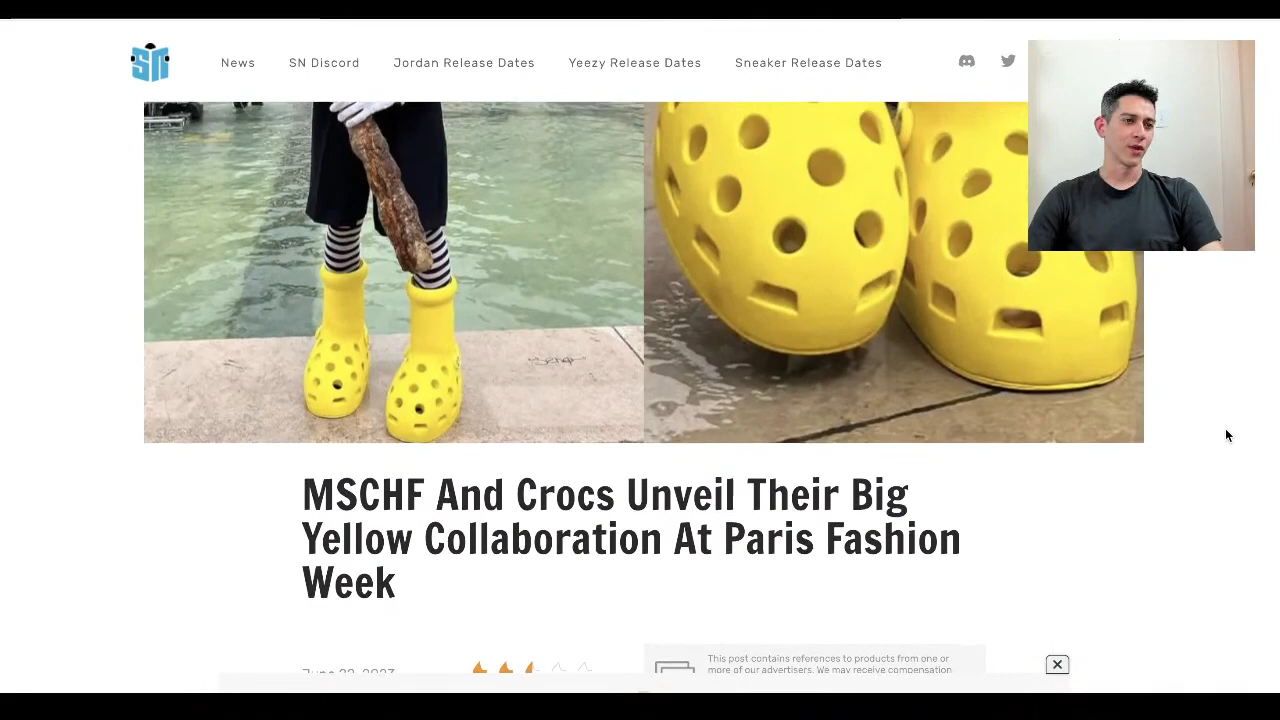 SN
News
SN Discord
Jordan Release Dates
Yeezy Release Dates
Sneaker Release Dates
MSCHF And Crocs Unveil Their Big
Yellow Collaboration At Paris Fashion
Week
This post contains references to products from one or
more of our advertisers. We may receive compensation